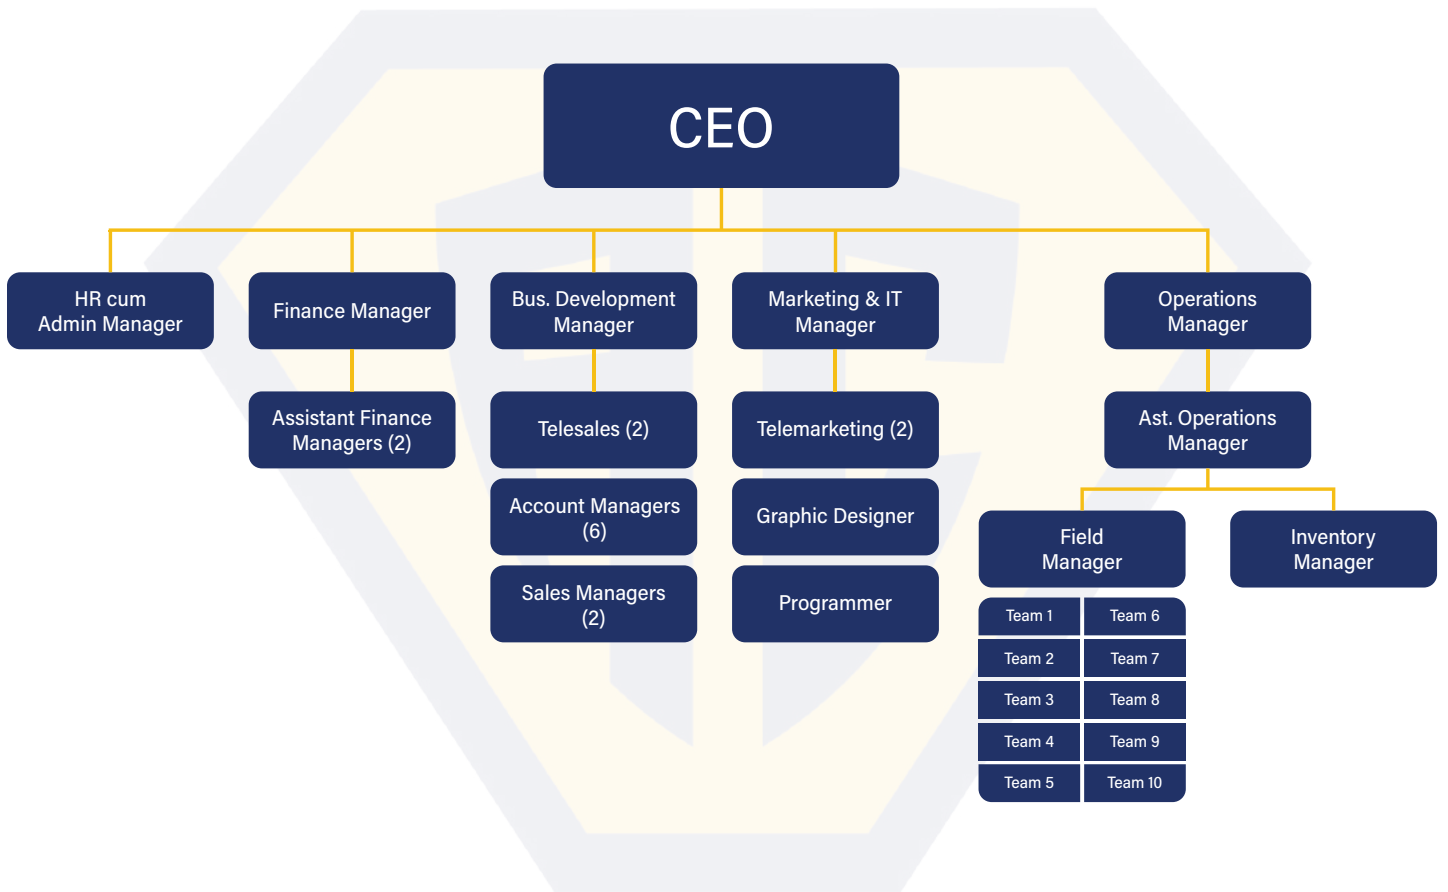 CEO
HR cum
Admin Manager
Finance Manager
Bus. Development
Manager
Marketing & IT
Manager
Operations
Manager
Assistant Finance
Managers (2)
Telesales (2)
Telemarketing (2)
Ast. Operations
Manager
Account Managers
(6)
Graphic Designer
Sales Managers
(2)
Programmer
Field
Manager
Inventory
Manager
Team 1
Team 6
Team 2
Team 7
Team 3
Team 8
Team 4
Team 9
Team 5
Team 10